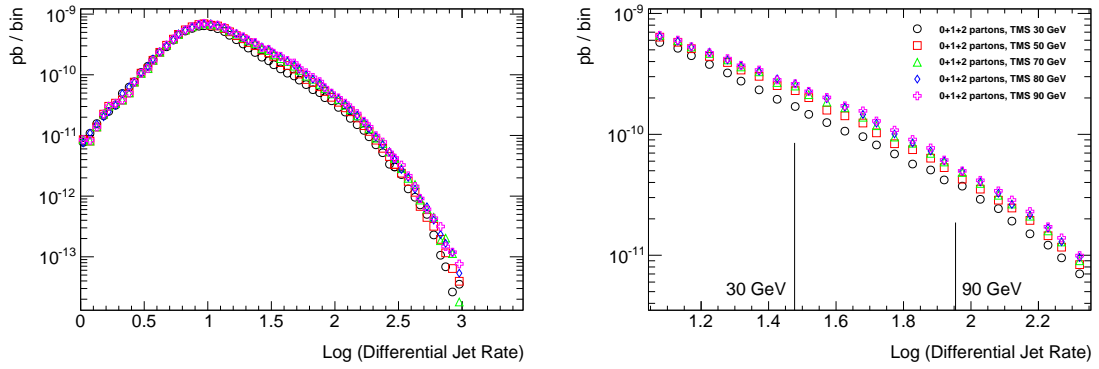 pb / bin
10⁻⁹
10⁻¹⁰
10⁻¹¹
10⁻¹²
10⁻¹³
0 0.5 1 1.5 2 2.5 3 3.5
Log (Differential Jet Rate)
pb / bin
10⁻⁹
10⁻¹⁰
10⁻¹¹
0+1+2 partons, TMS 30 GeV
0+1+2 partons, TMS 50 GeV
0+1+2 partons, TMS 70 GeV
0+1+2 partons, TMS 80 GeV
0+1+2 partons, TMS 90 GeV
30 GeV
90 GeV
1.2 1.4 1.6 1.8 2 2.2
Log (Differential Jet Rate)